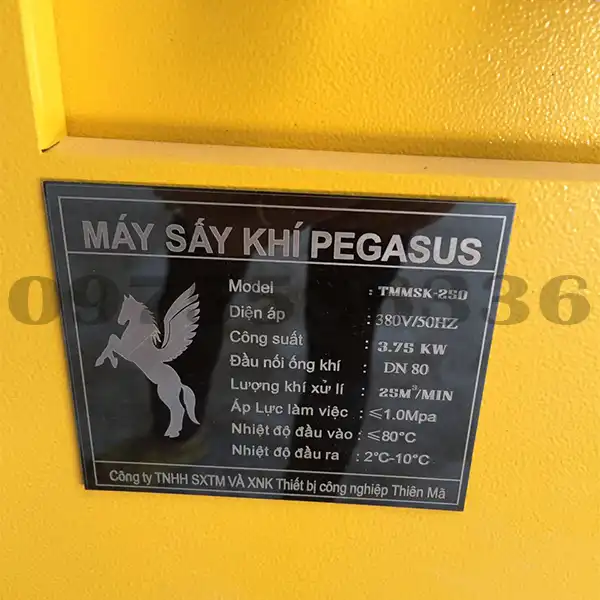 MÁY SẤY KHÍ PEGASUS
Model : TMMSK-250
Diện áp : 380V/50HZ
Công suất : 3.75 KW
Đầu nối ống khí : DN 80
Lượng khí xử lí : 25M³/MIN
Áp Lực làm việc : ≤1.0Mpa
Nhiệt độ đầu vào : ≤80°C
Nhiệt độ đầu ra : 2°C-10°C
Công ty TNHH SXTM VÀ XNK Thiết bị công nghiệp Thiên Mã